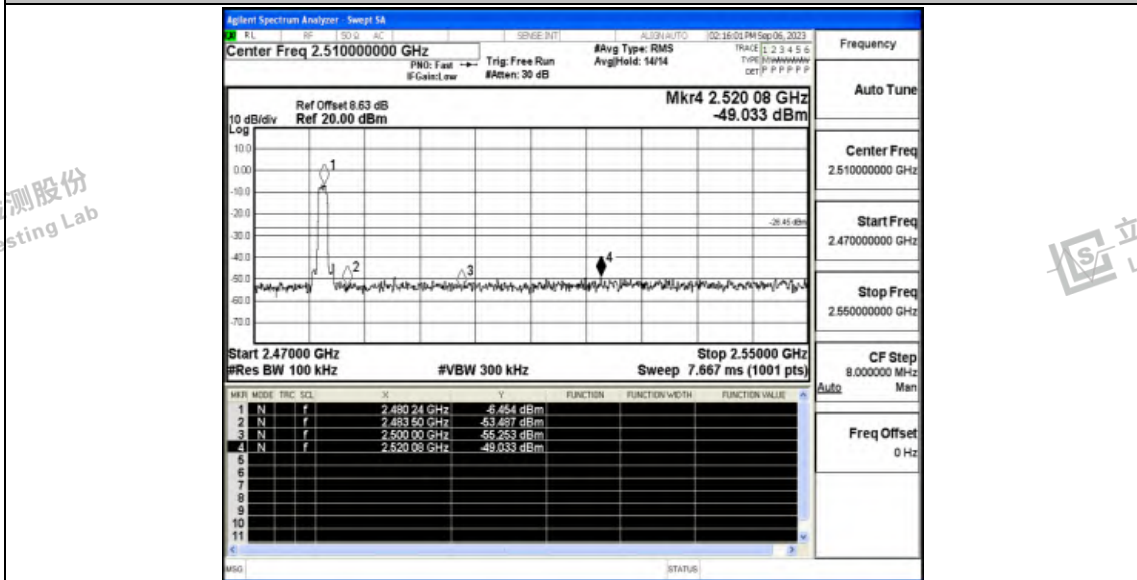 Agilent Spectrum Analyzer - Swept SA
RL RF 50 Ω AC SENSE:INT ALIGN AUTO 02:16:01 PM Sep 06, 2023
Center Freq 2.510000000 GHz
PNO: Fast
IFGain:Low
Trig: Free Run
#Atten: 30 dB
#Avg Type: RMS
Avg|Hold: 14/14
TRACE 1 2 3 4 5 6
TYPE
DET P P P P P P
Ref Offset 8.63 dB
Ref 20.00 dBm
Mkr4 2.520 08 GHz
-49.033 dBm
10 dB/div
Log
10.0
0.00
-10.0
-20.0
-30.0
-40.0
-50.0
-60.0
-70.0
1
2
3
4
-26.45 dBm
Start 2.47000 GHz
Stop 2.55000 GHz
#Res BW 100 kHz
#VBW 300 kHz
Sweep 7.667 ms (1001 pts)
MKR MODE TRC SCL X Y FUNCTION FUNCTION WIDTH FUNCTION VALUE
1 N f 2.480 24 GHz -6.454 dBm
2 N f 2.483 50 GHz -53.487 dBm
3 N f 2.500 00 GHz -55.253 dBm
4 N f 2.520 08 GHz -49.033 dBm
5
6
7
8
9
10
11
MSG
STATUS
Frequency
Auto Tune
Center Freq
2.510000000 GHz
Start Freq
2.470000000 GHz
Stop Freq
2.550000000 GHz
CF Step
8.000000 MHz
Auto Man
Freq Offset
0 Hz
测股份
sting Lab
立
L